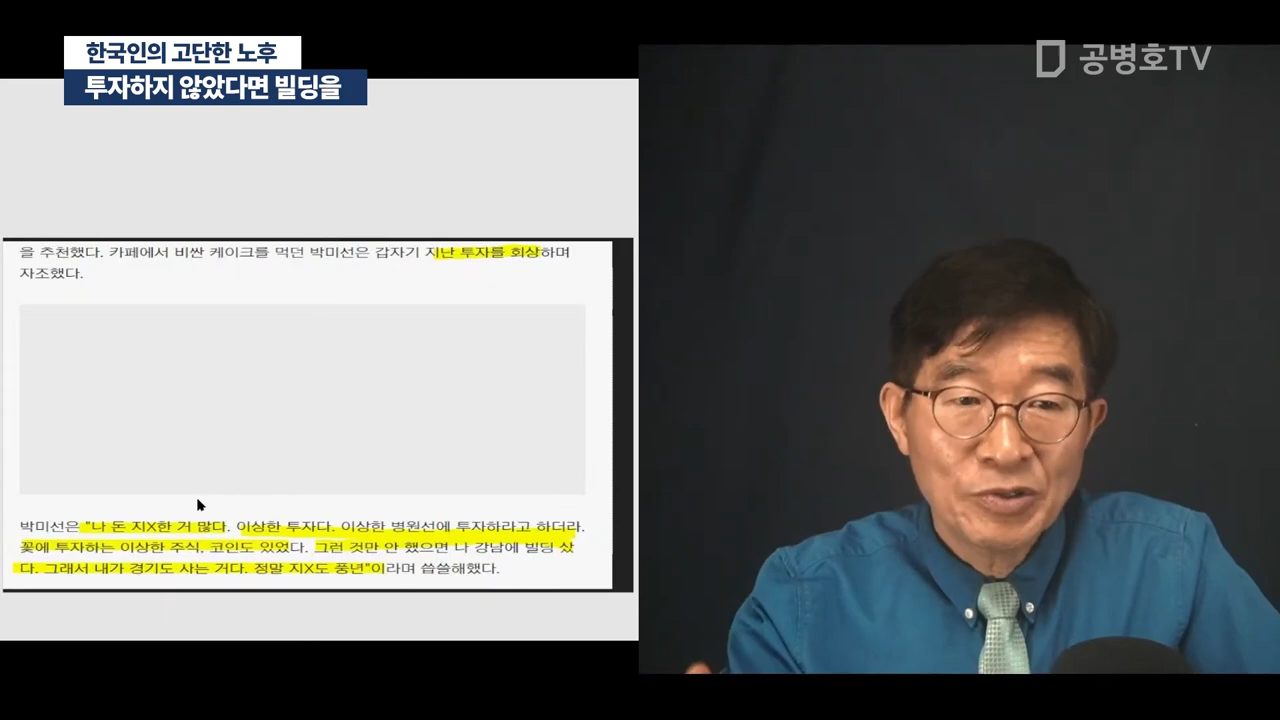 한국인의 고단한 노후
투자하지 않았다면 빌딩을
공병호TV
을 추천했다. 카페에서 비싼 케이크를 먹던 박미선은 갑자기 지난 투자를 회상하며
자조했다.
박미선은 "나 돈 지X한 거 많다. 이상한 투자다. 이상한 병원선에 투자하라고 하더라.
꽃에 투자하는 이상한 주식, 코인도 있었다. 그런 것만 안 했으면 나 강남에 빌딩 샀
다. 그래서 내가 경기도 사는 거다. 정말 지X도 풍년"이라며 씁쓸해했다.